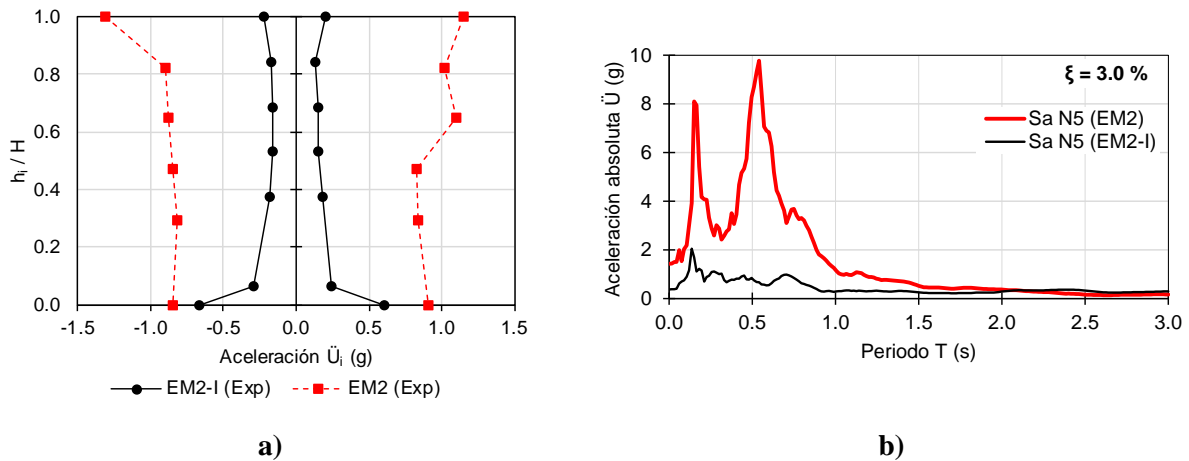 1.0
0.8
0.6
0.4
0.2
0.0
hᵢ / H
-1.5 -1.0 -0.5 0.0 0.5 1.0 1.5
Aceleración Üᵢ (g)
EM2-I (Exp) EM2 (Exp)
a)
10
8
6
4
2
0
Aceleración absoluta Ü (g)
ξ = 3.0 %
Sa N5 (EM2)
Sa N5 (EM2-I)
0.0 0.5 1.0 1.5 2.0 2.5 3.0
Periodo T (s)
b)